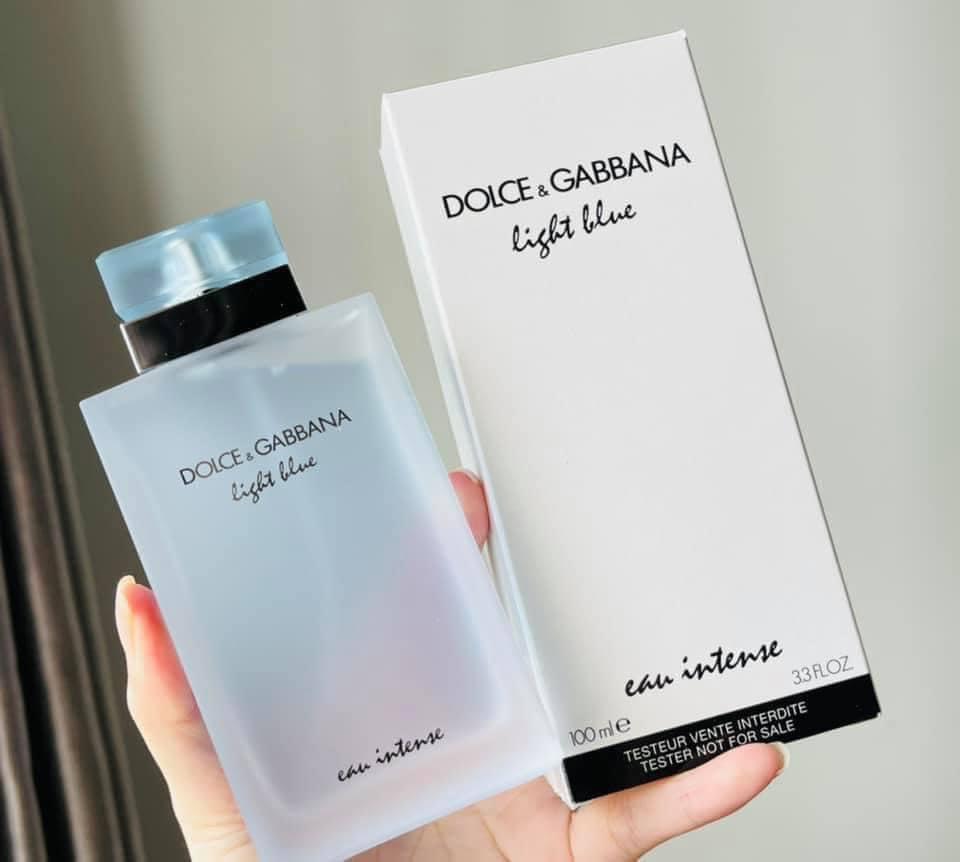 DOLCE & GABBANA
light blue
eau intense
DOLCE & GABBANA
light blue
eau intense
100 ml e
3.3 FL.OZ.
TESTEUR VENTE INTERDITE
TESTER NOT FOR SALE